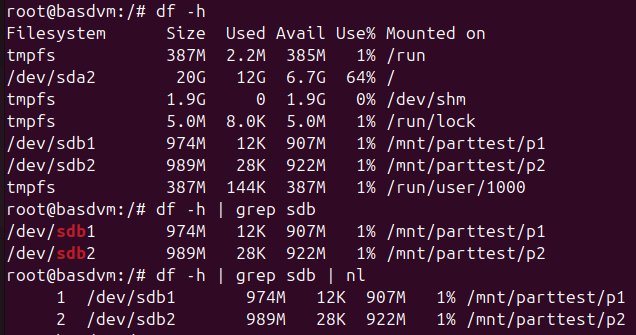 root@basdvm:/# df -h
Filesystem      Size  Used Avail Use% Mounted on
tmpfs           387M  2.2M  385M   1% /run
/dev/sda2        20G   12G  6.7G  64% /
tmpfs           1.9G     0  1.9G   0% /dev/shm
tmpfs           5.0M  8.0K  5.0M   1% /run/lock
/dev/sdb1       974M   12K  907M   1% /mnt/parttest/p1
/dev/sdb2       989M   28K  922M   1% /mnt/parttest/p2
tmpfs           387M  144K  387M   1% /run/user/1000
root@basdvm:/# df -h | grep sdb
/dev/sdb1       974M   12K  907M   1% /mnt/parttest/p1
/dev/sdb2       989M   28K  922M   1% /mnt/parttest/p2
root@basdvm:/# df -h | grep sdb | nl
     1  /dev/sdb1       974M   12K  907M   1% /mnt/parttest/p1
     2  /dev/sdb2       989M   28K  922M   1% /mnt/parttest/p2